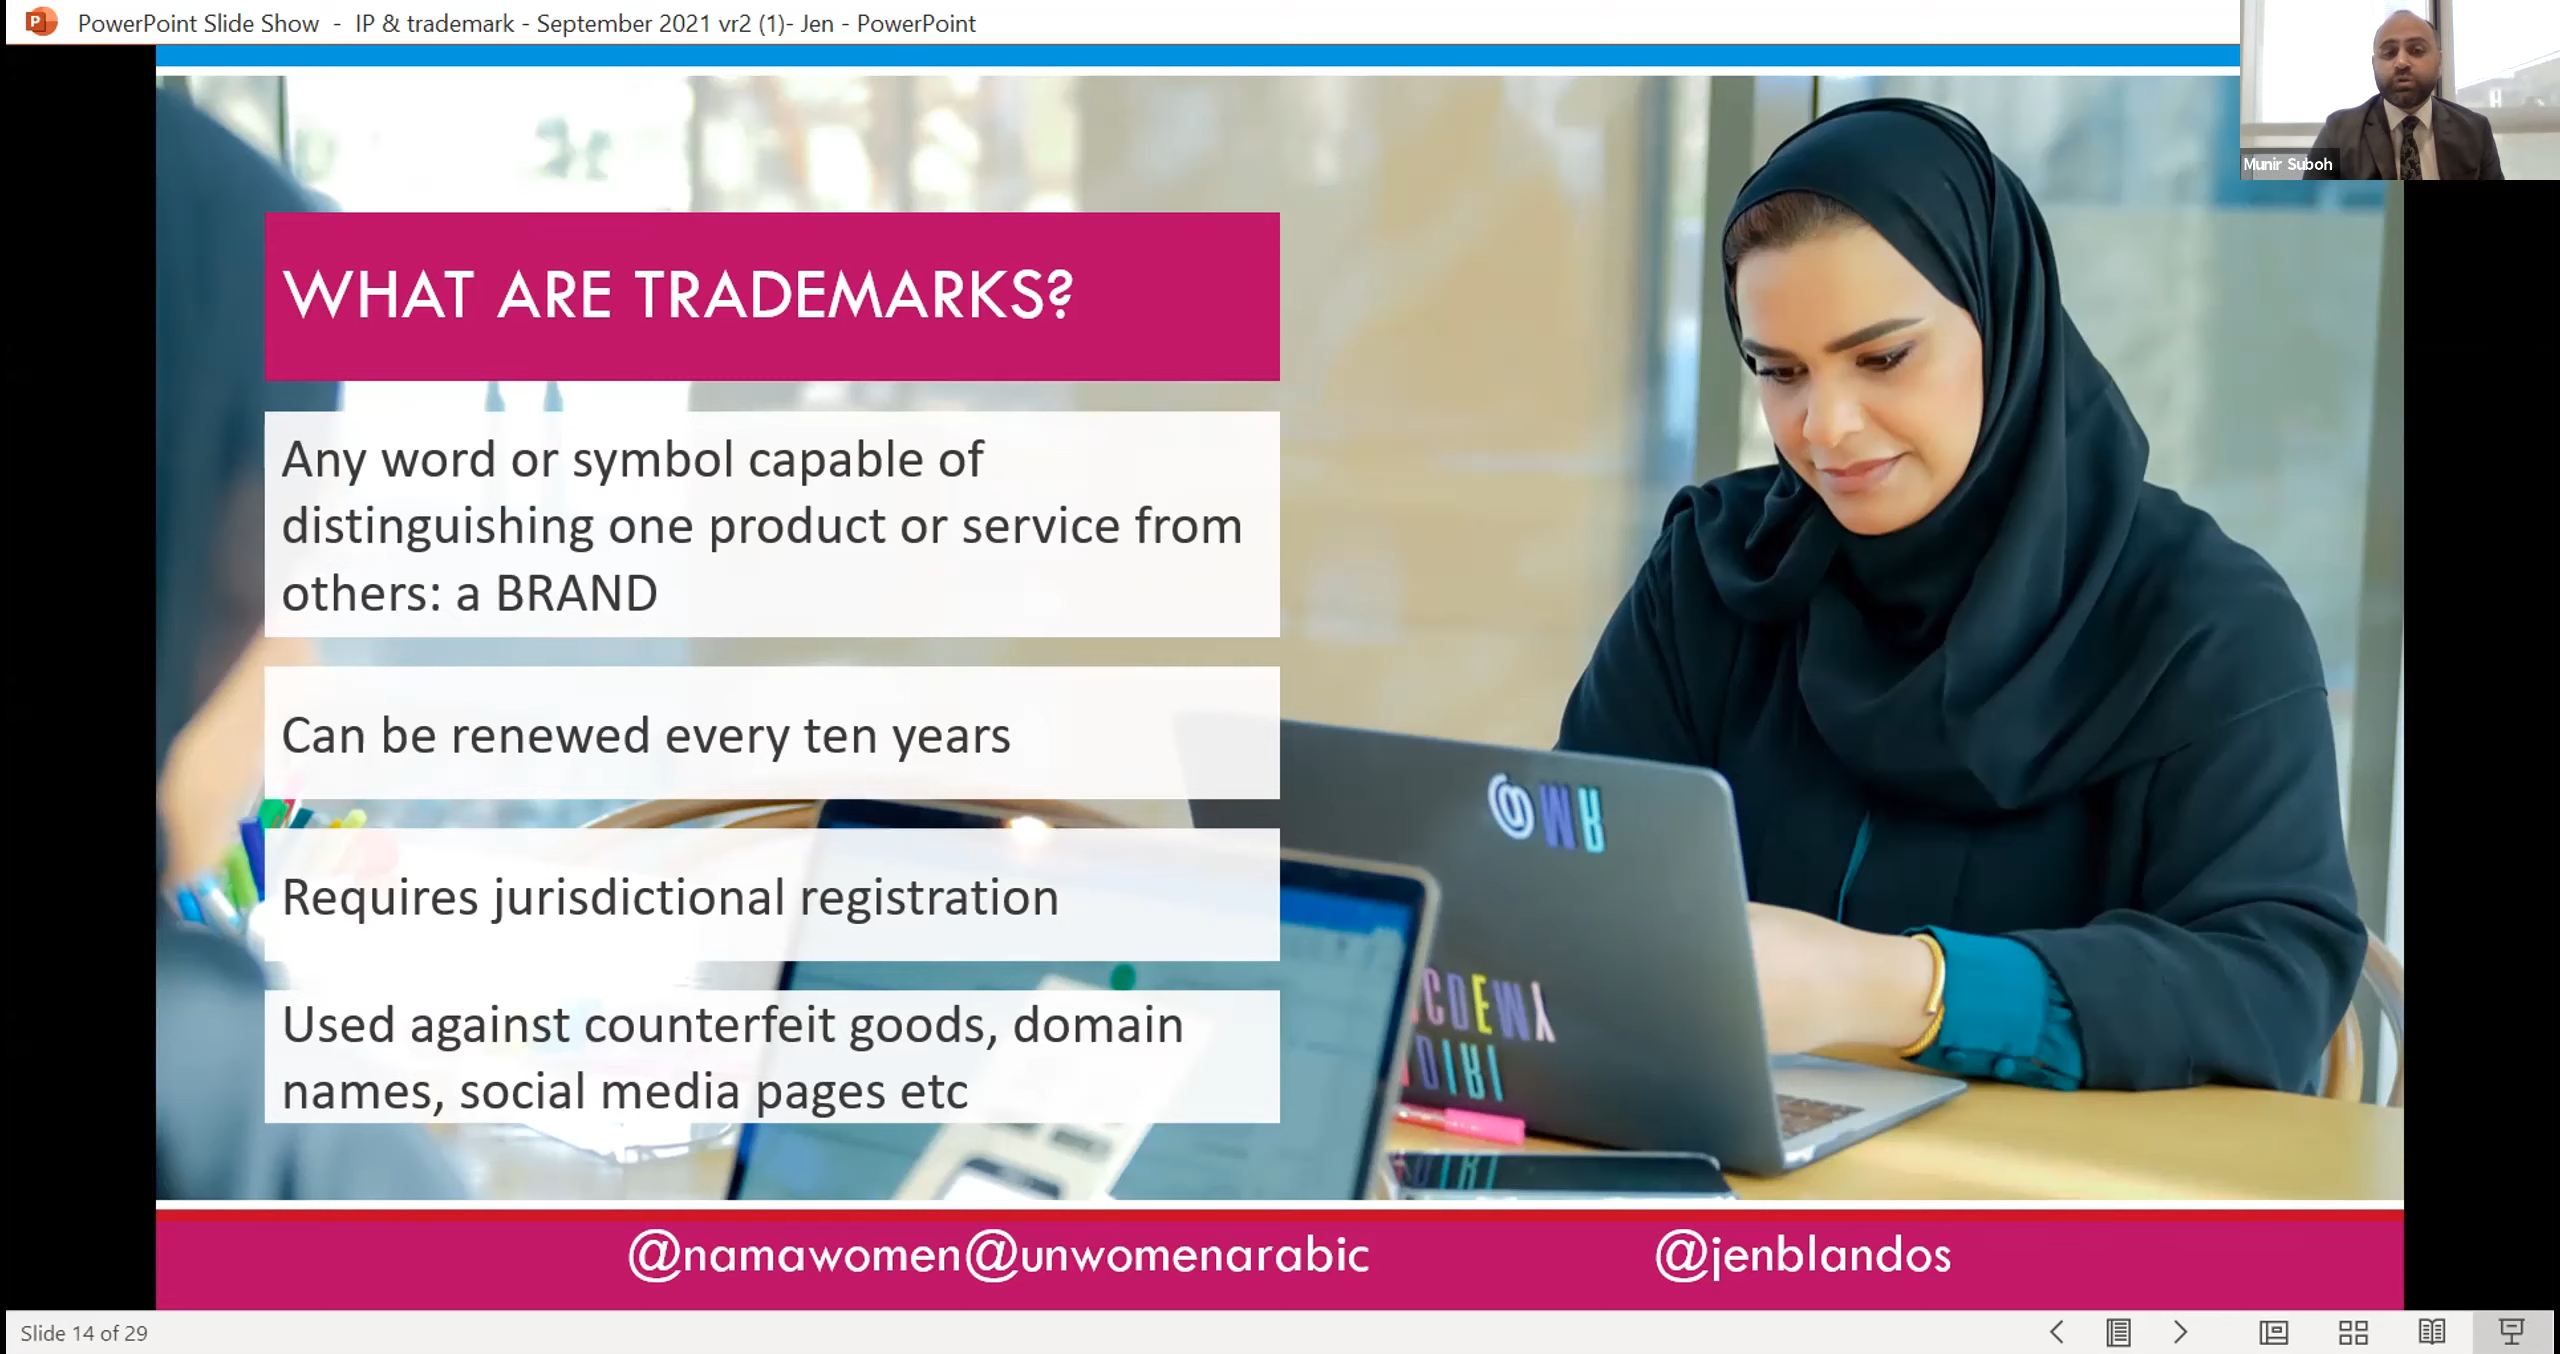 PowerPoint Slide Show - IP & trademark - September 2021 vr2 (1)- Jen - PowerPoint
Munir Suboh
WHAT ARE TRADEMARKS?
Any word or symbol capable of
distinguishing one product or service from
others: a BRAND
Can be renewed every ten years
Requires jurisdictional registration
Used against counterfeit goods, domain
names, social media pages etc
@namawomen@unwomenarabic @jenblandos
Slide 14 of 29